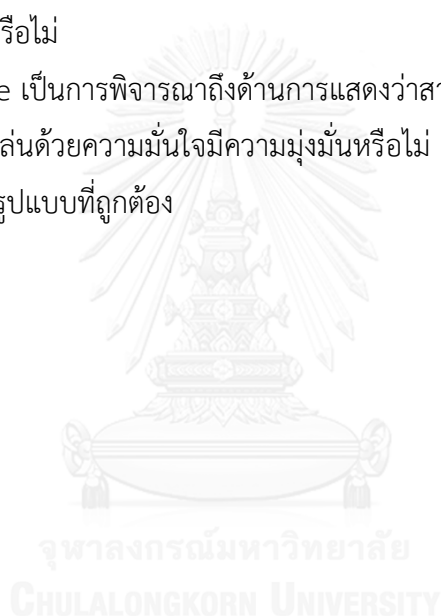 รือไม่
e เป็นการพิจารณาถึงด้านการแสดงว่าสา
ล่นด้วยความมั่นใจมีความมุ่งมั่นหรือไม่
รูปแบบที่ถูกต้อง
จุฬาลงกรณ์มหาวิทยาลัย
CHULALONGKORN UNIVERSITY